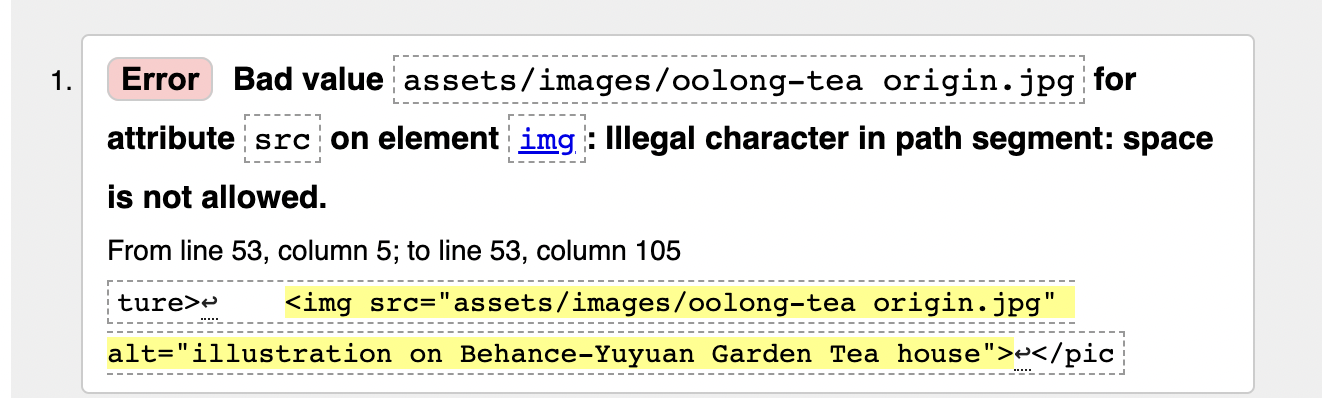 1. Error Bad value assets/images/oolong-tea origin.jpg for
attribute src on element img: Illegal character in path segment: space
is not allowed.
From line 53, column 5; to line 53, column 105
ture>↩    <img src="assets/images/oolong-tea origin.jpg"
alt="illustration on Behance-Yuyuan Garden Tea house">↩</pic